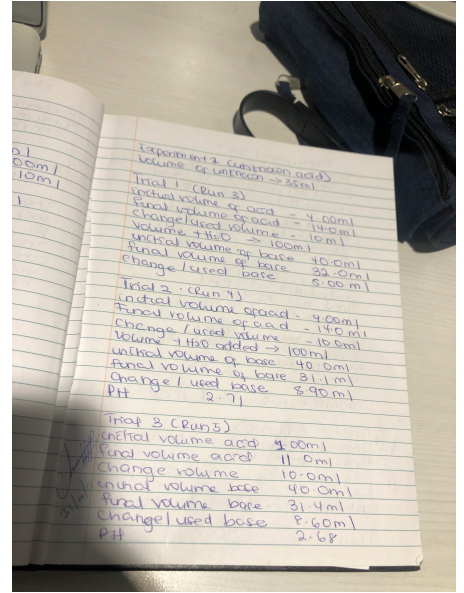 0.1
00ml
10ml
1
Experiment 2 (unknown acid)
Volume of unknown → 35ml
Trial 1 (Run 3)
initial volume of acid - 4.00ml
final volume of acid - 14.0ml
change/used volume - 10ml
Volume + H2O → 100ml
initial volume of base 40.0ml
final volume of base 32.0ml
change / used base 8.00ml
Trial 2. (Run 4)
initial volume of acid - 4.00ml
Final volume of acid - 14.0ml
Change / used volume - 10.0ml
Volume + H2O added → 100ml
initial volume of base 40.0ml
final volume of base 31.1ml
Change / used base 8.90ml
PH 2.71
Trial 3 (Run 5)
initial volume acid 1.00ml
final volume acid 11.0ml
Change volume 10.0ml
initial volume base 40.0ml
final volume base 31.4ml
Change/used base 8.60ml
PH 2.68